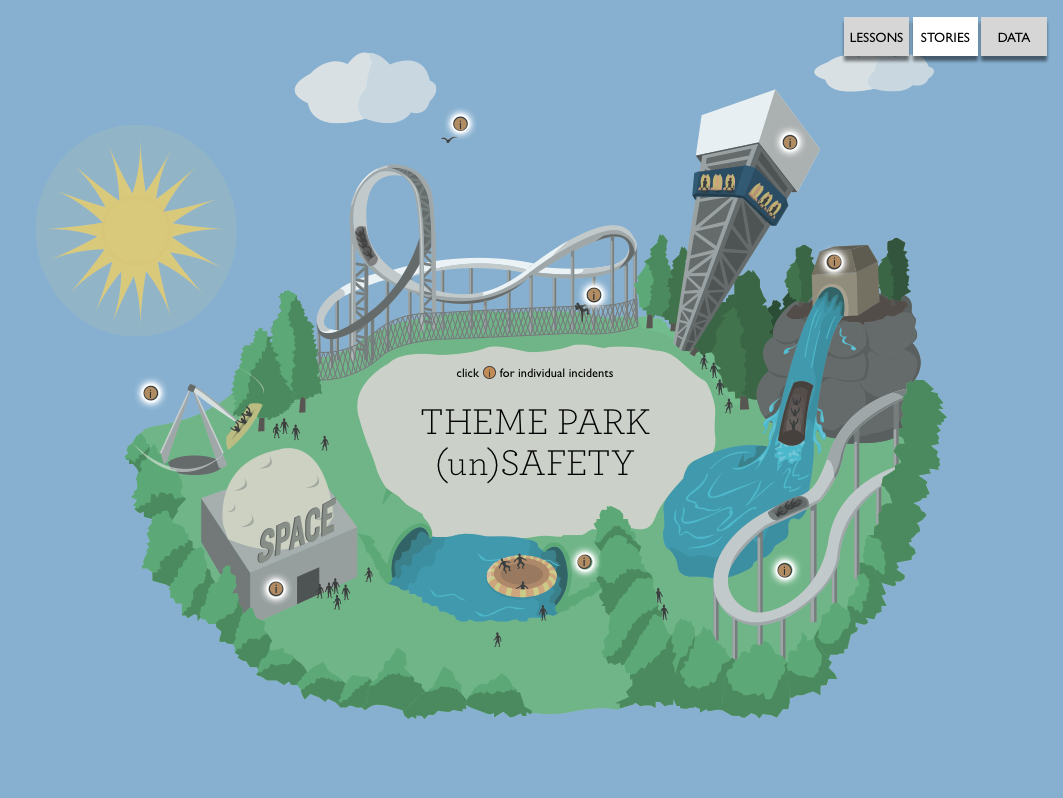 LESSONS
STORIES
DATA
click i for individual incidents
THEME PARK
(un)SAFETY
SPACE
i
i
i
i
i
i
i
i